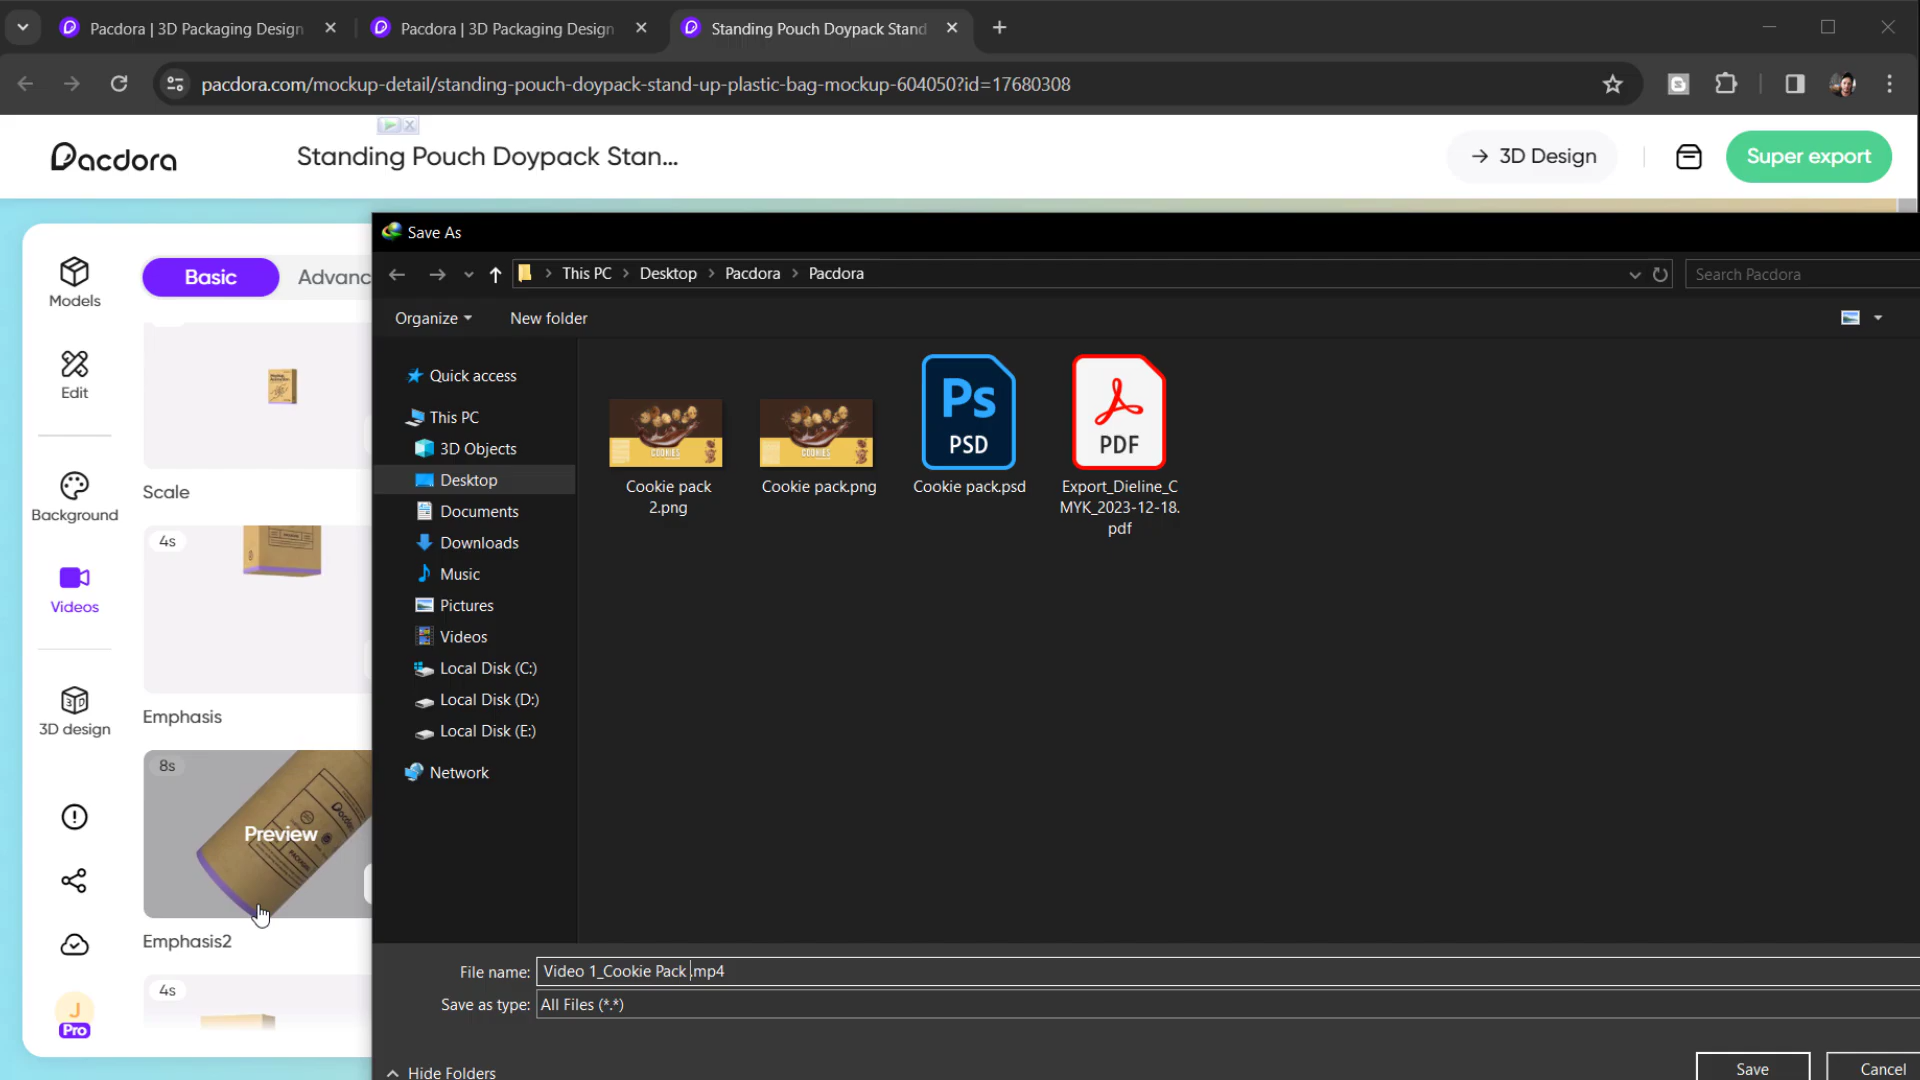 Pacdora | 3D Packaging Design
Pacdora | 3D Packaging Design
Standing Pouch Doypack Stand
pacdora.com/mockup-detail/standing-pouch-doypack-stand-up-plastic-bag-mockup-604050?id=17680308
Pacdora
Standing Pouch Doypack Stan...
3D Design
Super export
Models
Edit
Background
Videos
3D design
J
Pro
Basic
Advanc
Scale
4s
Emphasis
8s
Preview
Emphasis2
4s
Save As
This PC
Desktop
Pacdora
Pacdora
Search Pacdora
Organize
New folder
Quick access
This PC
3D Objects
Desktop
Documents
Downloads
Music
Pictures
Videos
Local Disk (C:)
Local Disk (D:)
Local Disk (E:)
Network
COOKIES
Cookie pack
2.png
COOKIES
Cookie pack.png
Ps
PSD
Cookie pack.psd
PDF
Export_Dieline_C
MYK_2023-12-18.
pdf
File name:
Video 1_Cookie Pack .mp4
Save as type:
All Files (*.*)
Hide Folders
Save
Cancel